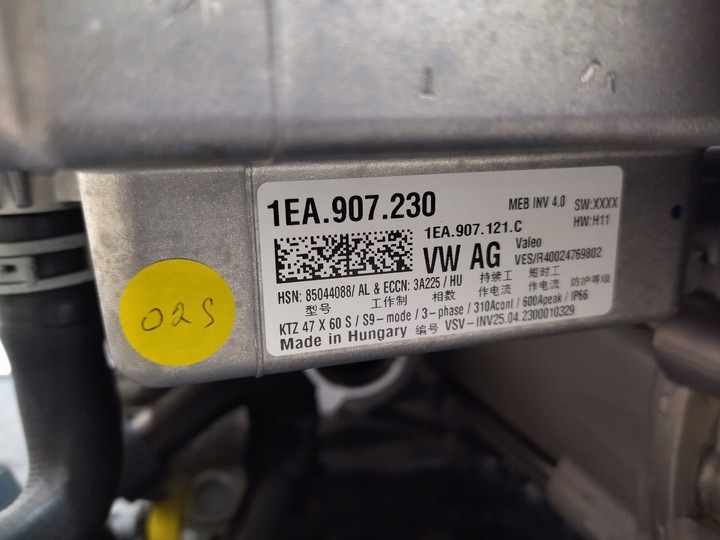 1EA.907.230
MEB INV 4.0 SW:XXXX
HW:H11
1EA.907.121.C
VW AG
Valeo
VES/R40024769802
HSN: 85044088/ AL & ECCN: 3A225 / HU
型号 工作制 相数 持续工作电流 短时工作电流 防护等级
KTZ 47 X 60 S / S9-mode / 3-phase / 310Acont / 600Apeak / IP66
Made in Hungary 编号 VSV-INV25.04.2300010329
02S